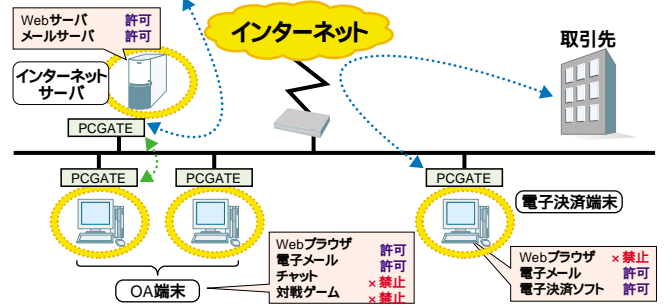 Webサーバ 許可
メールサーバ 許可
インターネット
取引先
インターネット
サーバ
PCGATE
PCGATE
PCGATE
PCGATE
電子決済端末
Webブラウザ 許可
電子メール 許可
チャット ×禁止
対戦ゲーム ×禁止
Webブラウザ ×禁止
電子メール 許可
電子決済ソフト 許可
OA端末